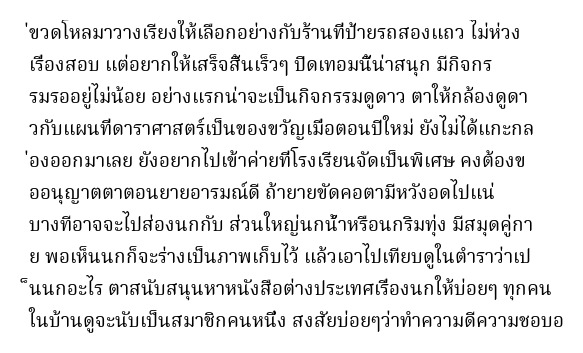 ่ขวดโหลมาวางเรียงให้เลือกอย่างกับร้านที่ป้ายรถสองแถว ไม่ห่วง
เรื่องสอบ แต่อยากให้เสร็จสิ้นเร็วๆ ปิดเทอมนี้น่าสนุก มีกิจกร
รมรออยู่ไม่น้อย อย่างแรกน่าจะเป็นกิจกรรมดูดาว ตาให้กล้องดูดา
วกับแผนที่ดาราศาสตร์เป็นของขวัญเมื่อตอนปีใหม่ ยังไม่ได้แกะกล
่องออกมาเลย ยังอยากไปเข้าค่ายที่โรงเรียนจัดเป็นพิเศษ คงต้องข
ออนุญาตตาตอนยายอารมณ์ดี ถ้ายายขัดคอตามีหวังอดไปแน่
บางทีอาจจะไปส่องนกกับ ส่วนใหญ่นกน้ำหรือนกริมทุ่ง มีสมุดคู่กา
ย พอเห็นนกก็จะร่างเป็นภาพเก็บไว้ แล้วเอาไปเทียบดูในตำราว่าเป
็นนกอะไร ตาสนับสนุนหาหนังสือต่างประเทศเรื่องนกให้บ่อยๆ ทุกคน
ในบ้านดูจะนับเป็นสมาชิกคนหนึ่ง สงสัยบ่อยๆว่าทำความดีความชอบอ